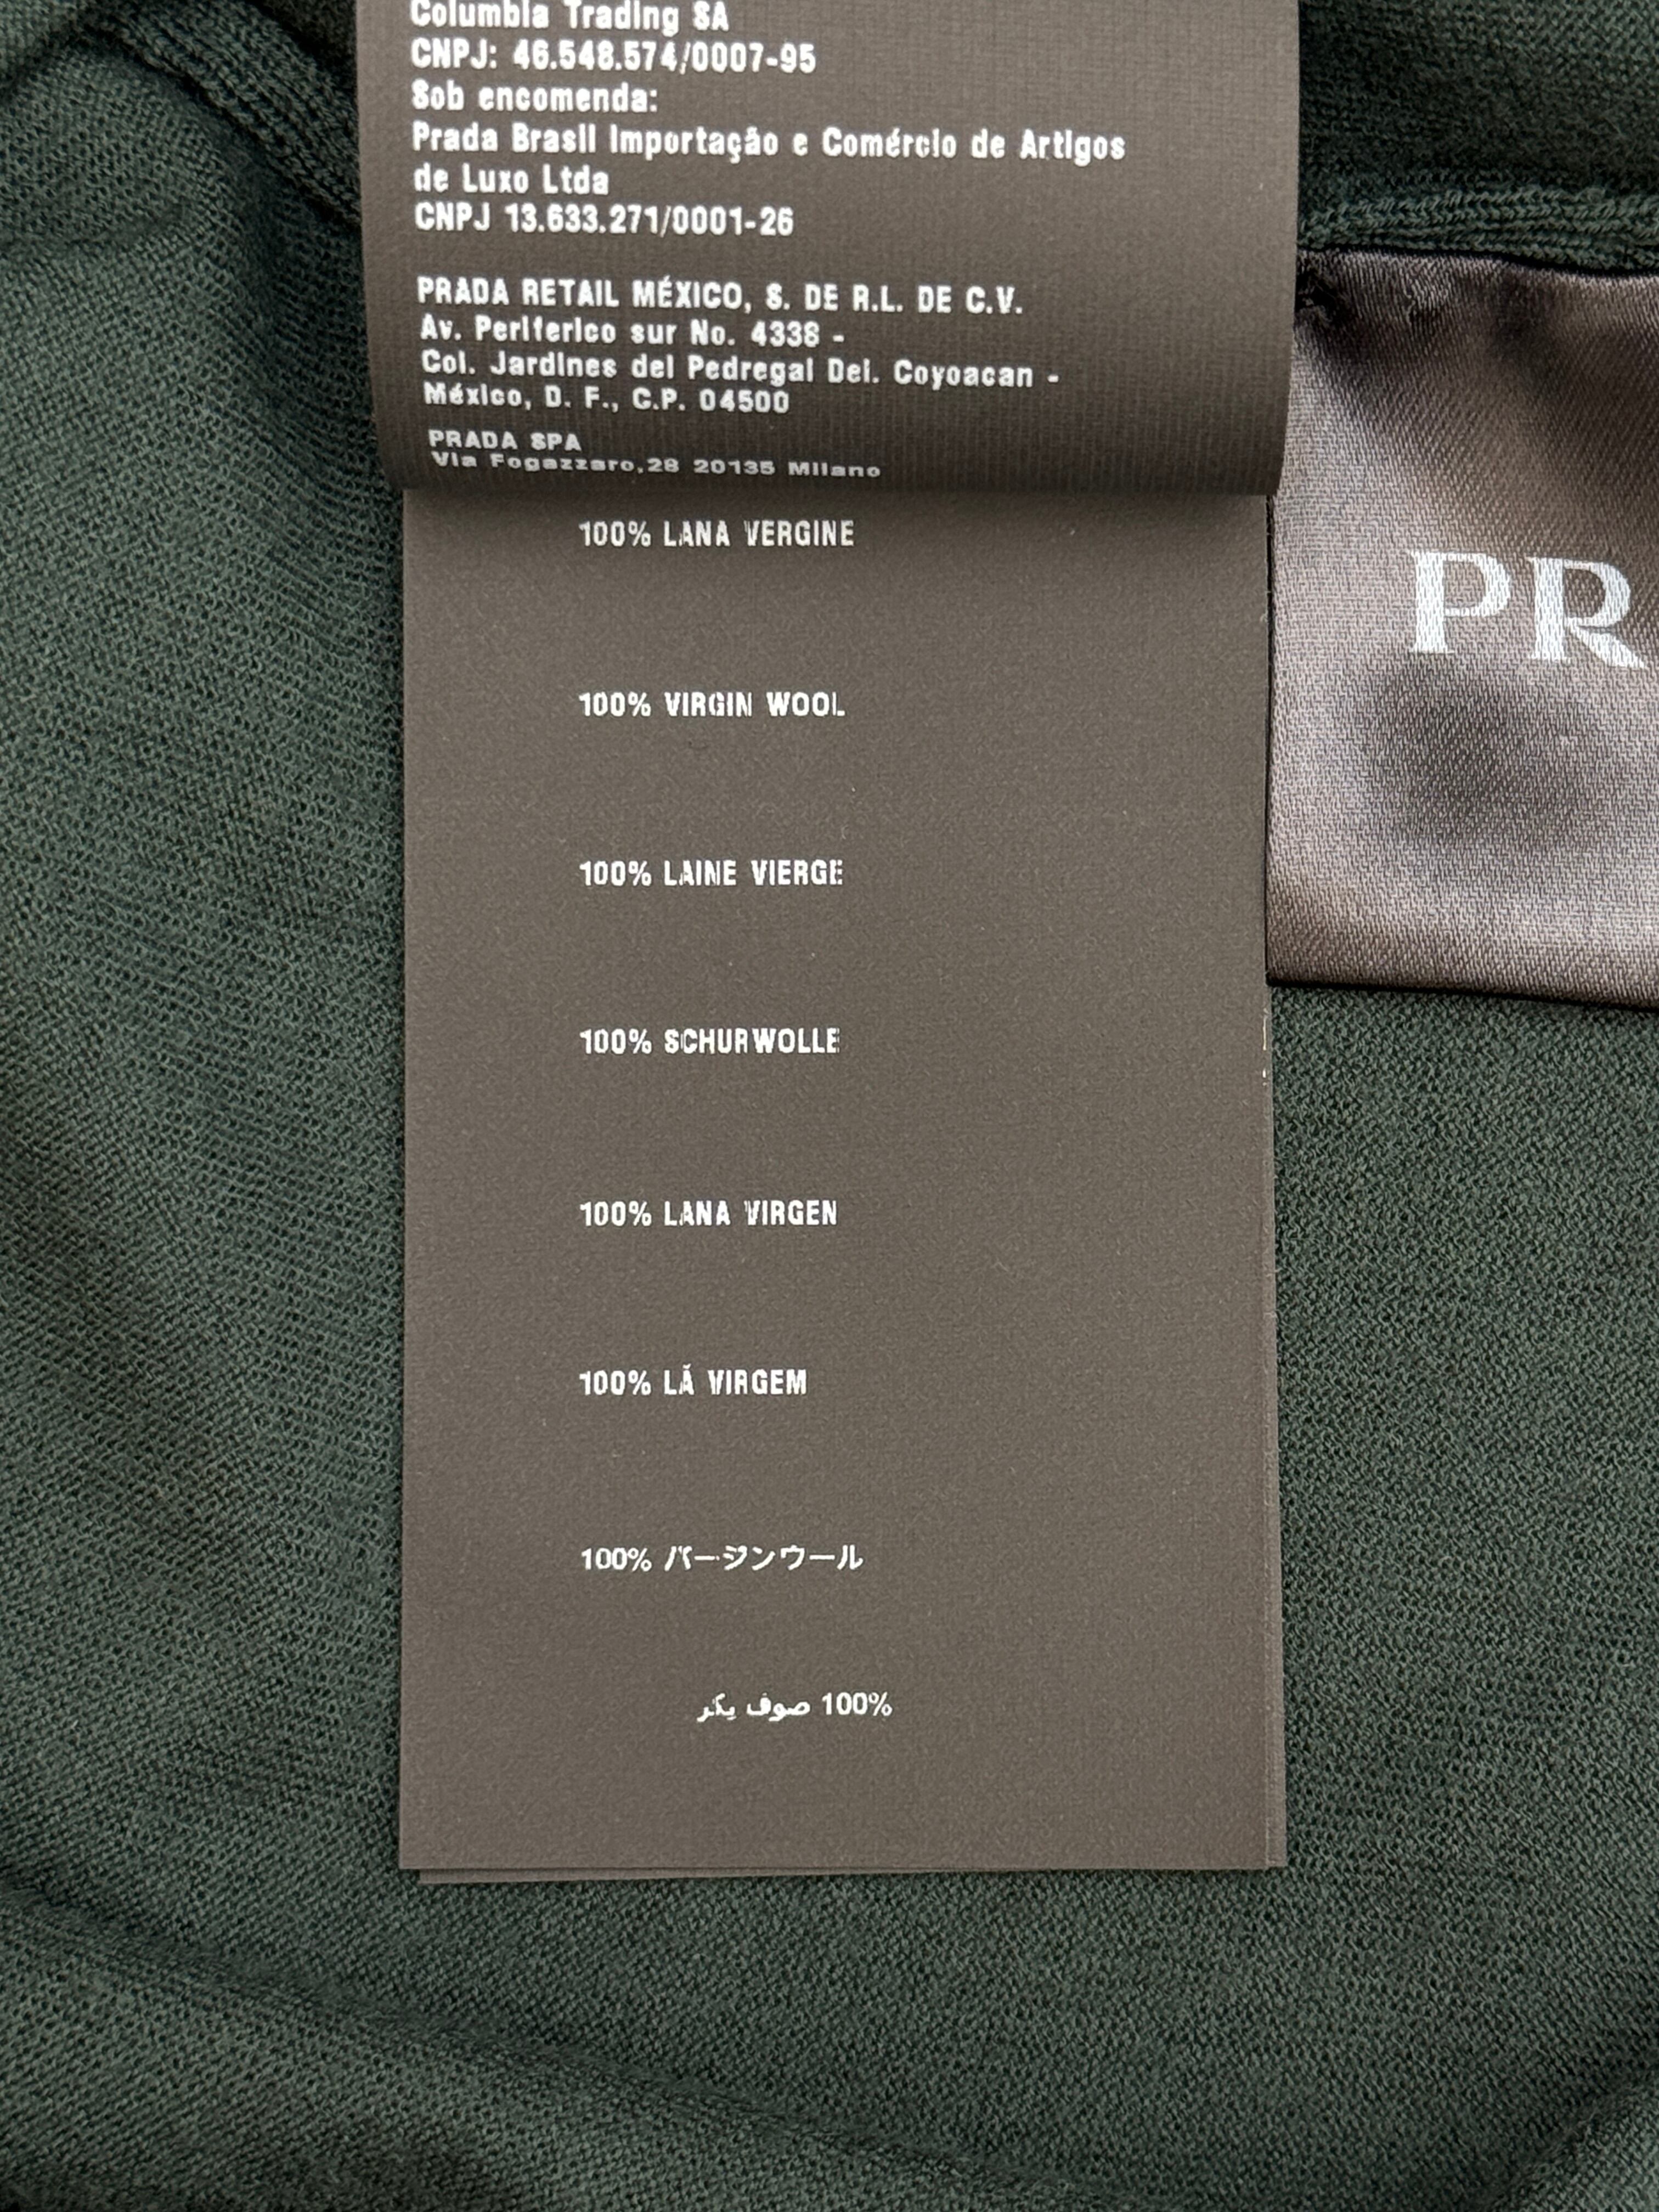 Columbia Trading SA
CNPJ: 46.548.574/0007-95
Sob encomenda:
Prada Brasil Importação e Comércio de Artigos
de Luxo Ltda
CNPJ 13.633.271/0001-26
PRADA RETAIL MÉXICO, S. DE R.L. DE C.V.
Av. Periferico sur No. 4338 -
Col. Jardines del Pedregal Del. Coyoacan -
México, D. F., C.P. 04500
PRADA SPA
Via Fogazzaro,28 20135 Milano
100% LANA VERGINE
100% VIRGIN WOOL
100% LAINE VIERGE
100% SCHURWOLLE
100% LANA VIRGEN
100% LÃ VIRGEM
100% バージンウール
100% صوف بكر
PR